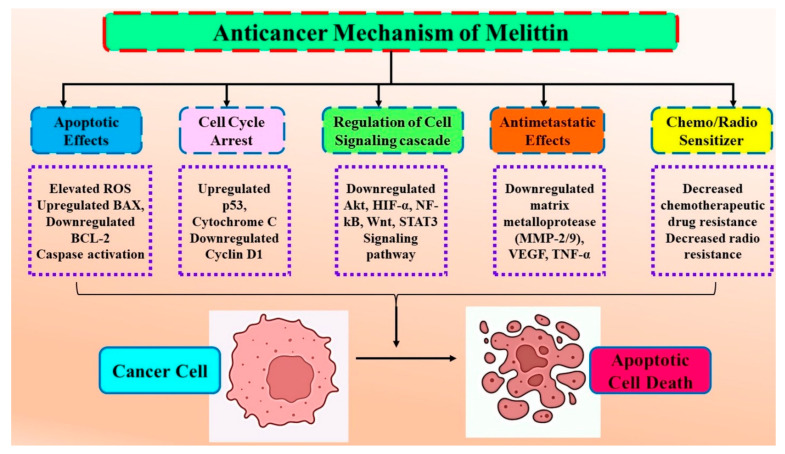 Anticancer Mechanism of Melittin
Apoptotic
Effects
Cell Cycle
Arrest
Regulation of Cell
Signaling cascade
Antimetastatic
Effects
Chemo/Radio
Sensitizer
Elevated ROS
Upregulated BAX,
Downregulated
BCL-2
Caspase activation
Upregulated
p53,
Cytochrome C
Downregulated
Cyclin D1
Downregulated
Akt, HIF-α, NF-
kB, Wnt, STAT3
Signaling
pathway
Downregulated
matrix
metalloprotease
(MMP-2/9),
VEGF, TNF-α
Decreased
chemotherapeutic
drug resistance
Decreased radio
resistance
Cancer Cell
Apoptotic
Cell Death